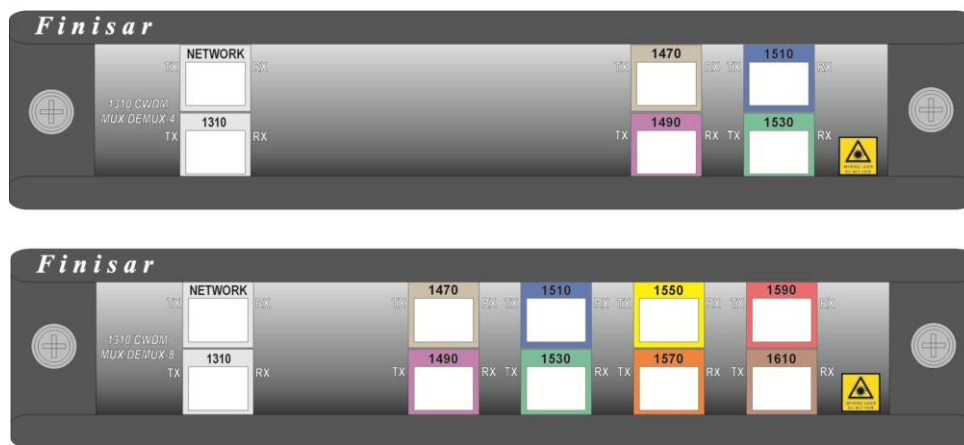 Finisar
NETWORK 1470 1510
TX RX TX RX TX RX
1310 CWDM
MUX DEMUX-4
1310 1490 1530
TX RX TX RX TX RX
Finisar
NETWORK 1470 1510 1550 1590
TX RX TX RX TX RX TX RX TX RX
1310 CWDM
MUX DEMUX-8
1310 1490 1530 1570 1610
TX RX TX RX TX RX TX RX TX RX